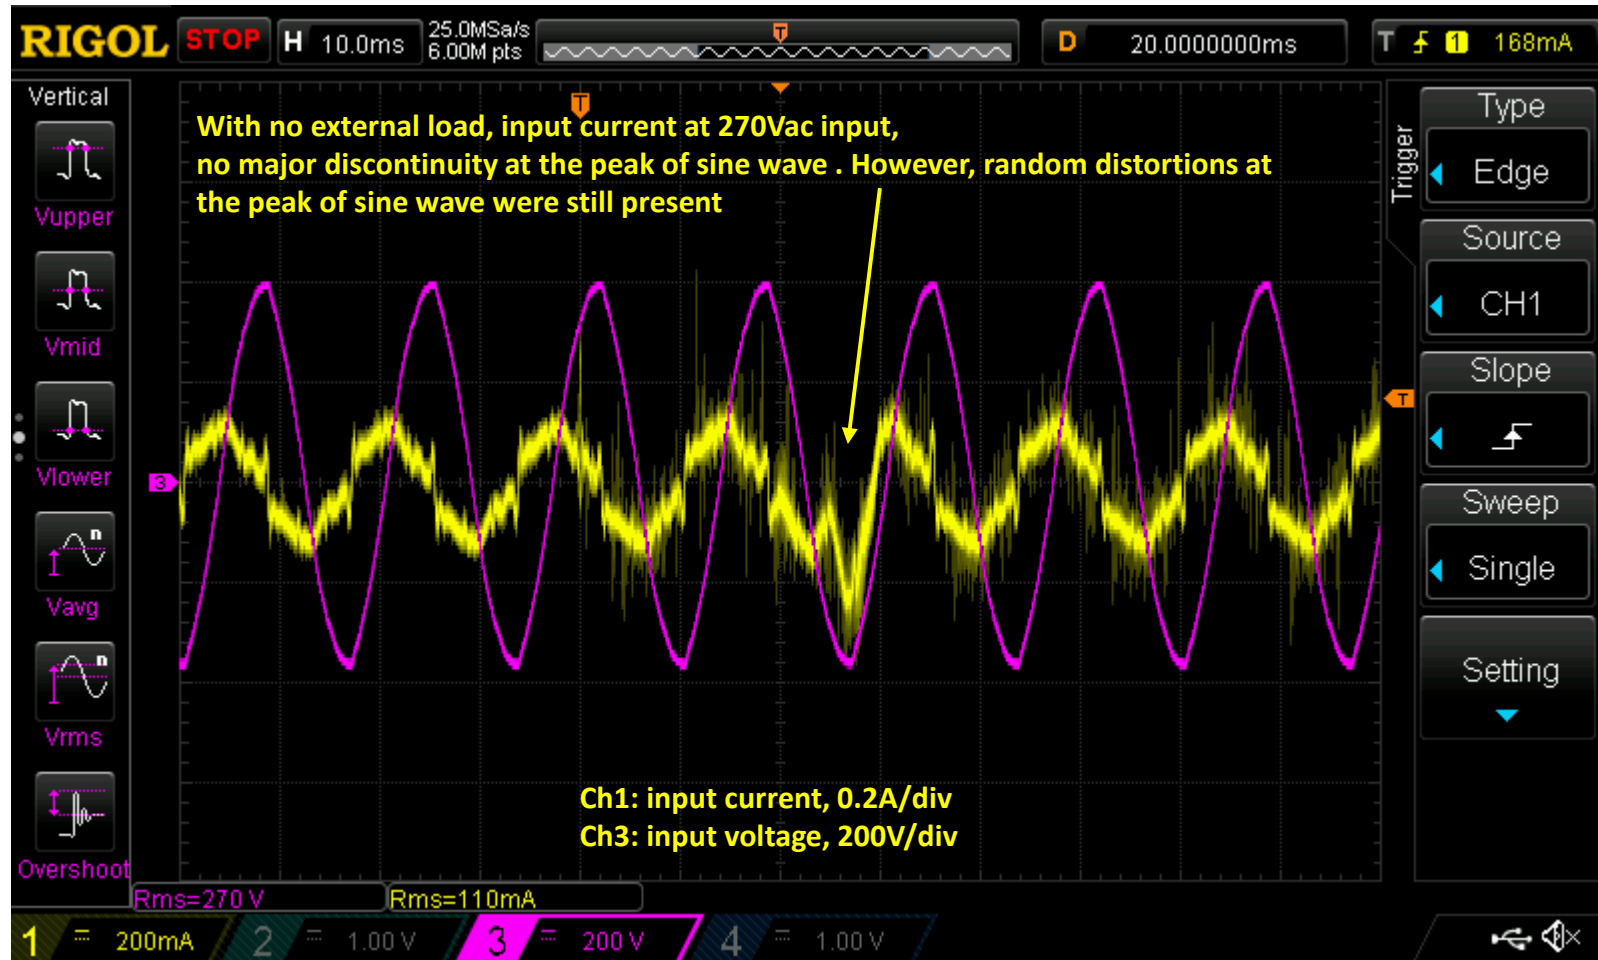 RIGOL STOP H 10.0ms 25.0MSa/s D 20.0000000ms T 1 168mA
6.00M pts
T
Vertical
Vupper
Vmid
Vlower
Vavg
n
Vrms
n
Overshoot
T
With no external load, input current at 270Vac input,
no major discontinuity at the peak of sine wave . However, random distortions at
the peak of sine wave were still present
3
T
Ch1: input current, 0.2A/div
Ch3: input voltage, 200V/div
Trigger
Type
Edge
Source
CH1
Slope
Sweep
Single
Setting
Rms=270 V Rms=110mA
1 = 200mA 2 = 1.00 V 3 = 200 V 4 = 1.00 V